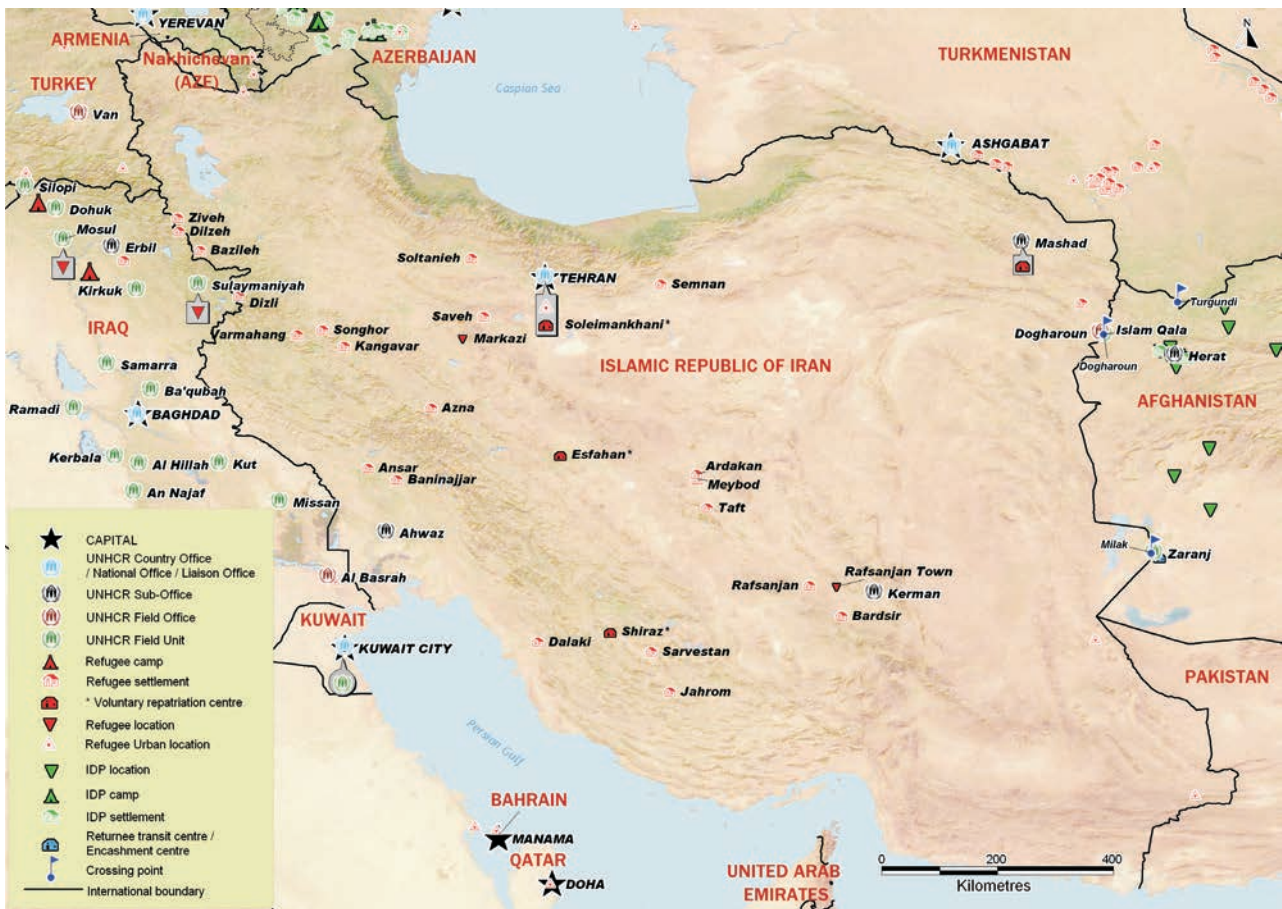 YEREVAN
ARMENIA
AZERBAIJAN
Nakhichevan
(AZE)
TURKEY
Van
Caspian Sea
TURKMENISTAN
N
ASHGABAT
Silopi
Dohuk
Mosul
Erbil
Kirkuk
Sulaymaniyah
Ziveh
Dilzeh
Bazileh
Dizli
Soltanieh
TEHRAN
Semnan
Mashad
Turgundi
IRAQ
Varmahang
Songhor
Kangavar
Saveh
Markazi
Soleimankhani*
Dogharoun
Islam Qala
Dogharoun
Herat
ISLAMIC REPUBLIC OF IRAN
AFGHANISTAN
Samarra
Ba'qubah
Ramadi
BAGHDAD
Azna
Kerbala
Al Hillah
Kut
An Najaf
Missan
Ansar
Baninajjar
Esfahan*
Ardakan
Meybod
Taft
Ahwaz
Milak
Zaranj
Al Basrah
Rafsanjan
Rafsanjan Town
Kerman
Bardsir
KUWAIT
KUWAIT CITY
Dalaki
Shiraz*
Sarvestan
Jahrom
PAKISTAN
Persian Gulf
BAHRAIN
MANAMA
QATAR
DOHA
UNITED ARAB
EMIRATES
0 200 400
Kilometres
CAPITAL
UNHCR Country Office
/ National Office / Liaison Office
UNHCR Sub-Office
UNHCR Field Office
UNHCR Field Unit
Refugee camp
Refugee settlement
* Voluntary repatriation centre
Refugee location
Refugee Urban location
IDP location
IDP camp
IDP settlement
Returnee transit centre /
Encashment centre
Crossing point
International boundary